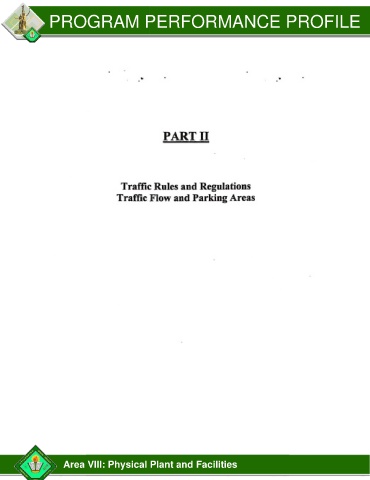 PROGRAM PERFORMANCE PROFILE
PART II
Traffic Rules and Regulations
Traffic Flow and Parking Areas
Area VIII: Physical Plant and Facilities